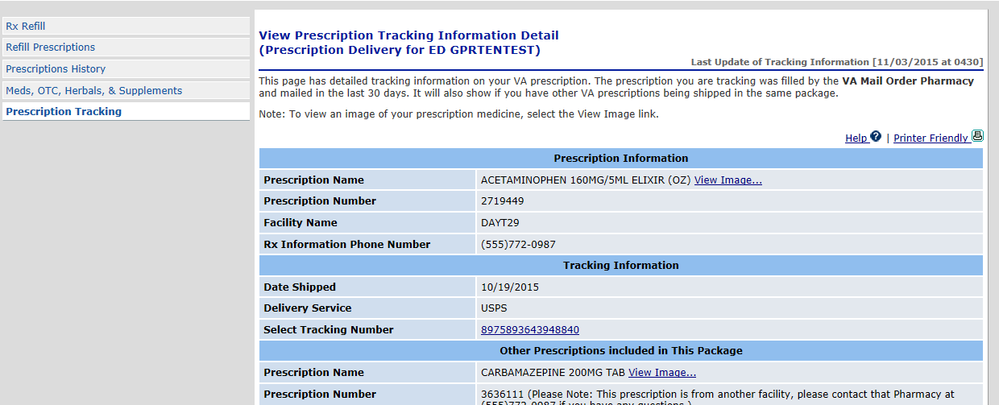 Rx Refill
Refill Prescriptions
Prescriptions History
Meds, OTC, Herbals, & Supplements
Prescription Tracking
View Prescription Tracking Information Detail
(Prescription Delivery for ED GPRTENTEST)
Last Update of Tracking Information [11/03/2015 at 0430]
This page has detailed tracking information on your VA prescription. The prescription you are tracking was filled by the VA Mail Order Pharmacy
and mailed in the last 30 days. It will also show if you have other VA prescriptions being shipped in the same package.
Note: To view an image of your prescription medicine, select the View Image link.
Help ? | Printer Friendly
Prescription Information
Prescription Name ACETAMINOPHEN 160MG/5ML ELIXIR (OZ) View Image...
Prescription Number 2719449
Facility Name DAYT29
Rx Information Phone Number (555)772-0987
Tracking Information
Date Shipped 10/19/2015
Delivery Service USPS
Select Tracking Number 8975893643948840
Other Prescriptions included in This Package
Prescription Name CARBAMAZEPINE 200MG TAB View Image...
Prescription Number 3636111 (Please Note: This prescription is from another facility, please contact that Pharmacy at
(555)772-0987 if you have any questions.)